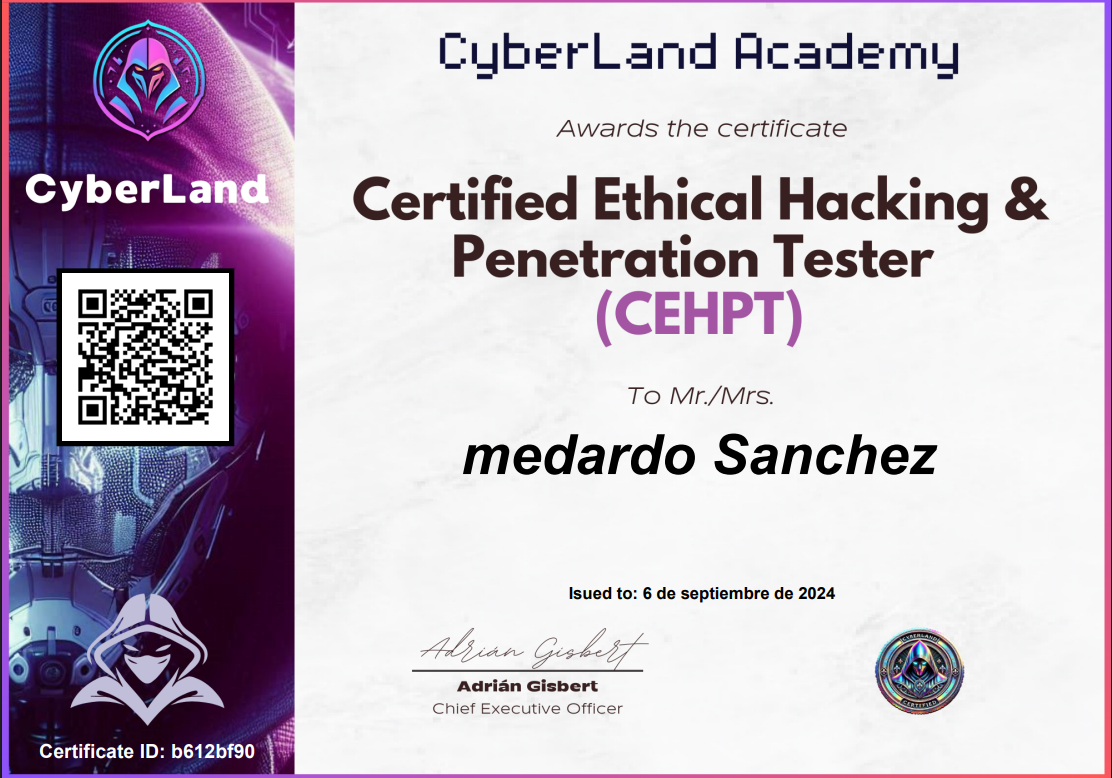 CyberLand
Certificate ID: b612bf90
CyberLand Academy
Awards the certificate
Certified Ethical Hacking &
Penetration Tester
(CEHPT)
To Mr./Mrs.
medardo Sanchez
Isued to: 6 de septiembre de 2024
Adrián Gisbert
Adrián Gisbert
Chief Executive Officer
CYBERLAND
CERTIFIED